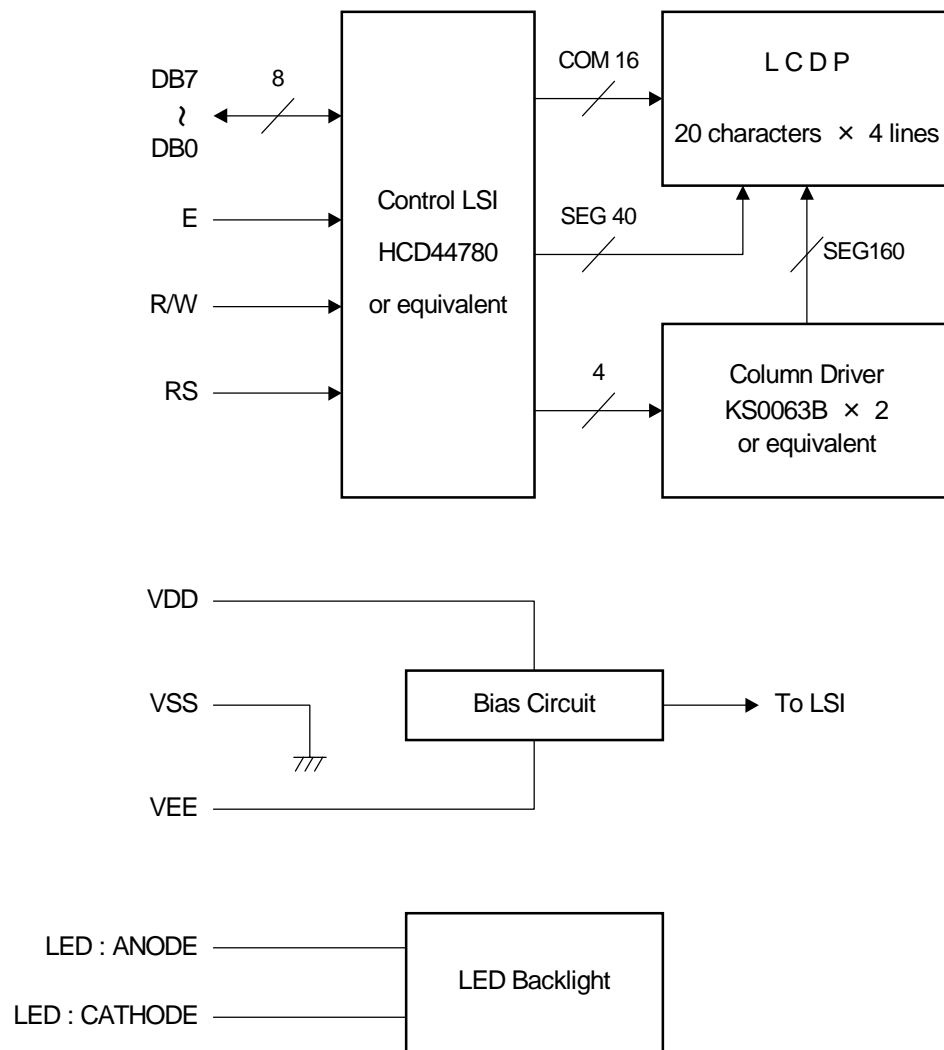 DB7
~
DB0
8
E
R/W
RS
Control LSI
HCD44780
or equivalent
COM 16
SEG 40
4
L C D P
20 characters × 4 lines
SEG160
Column Driver
KS0063B × 2
or equivalent
VDD
VSS
VEE
Bias Circuit
To LSI
LED : ANODE
LED : CATHODE
LED Backlight